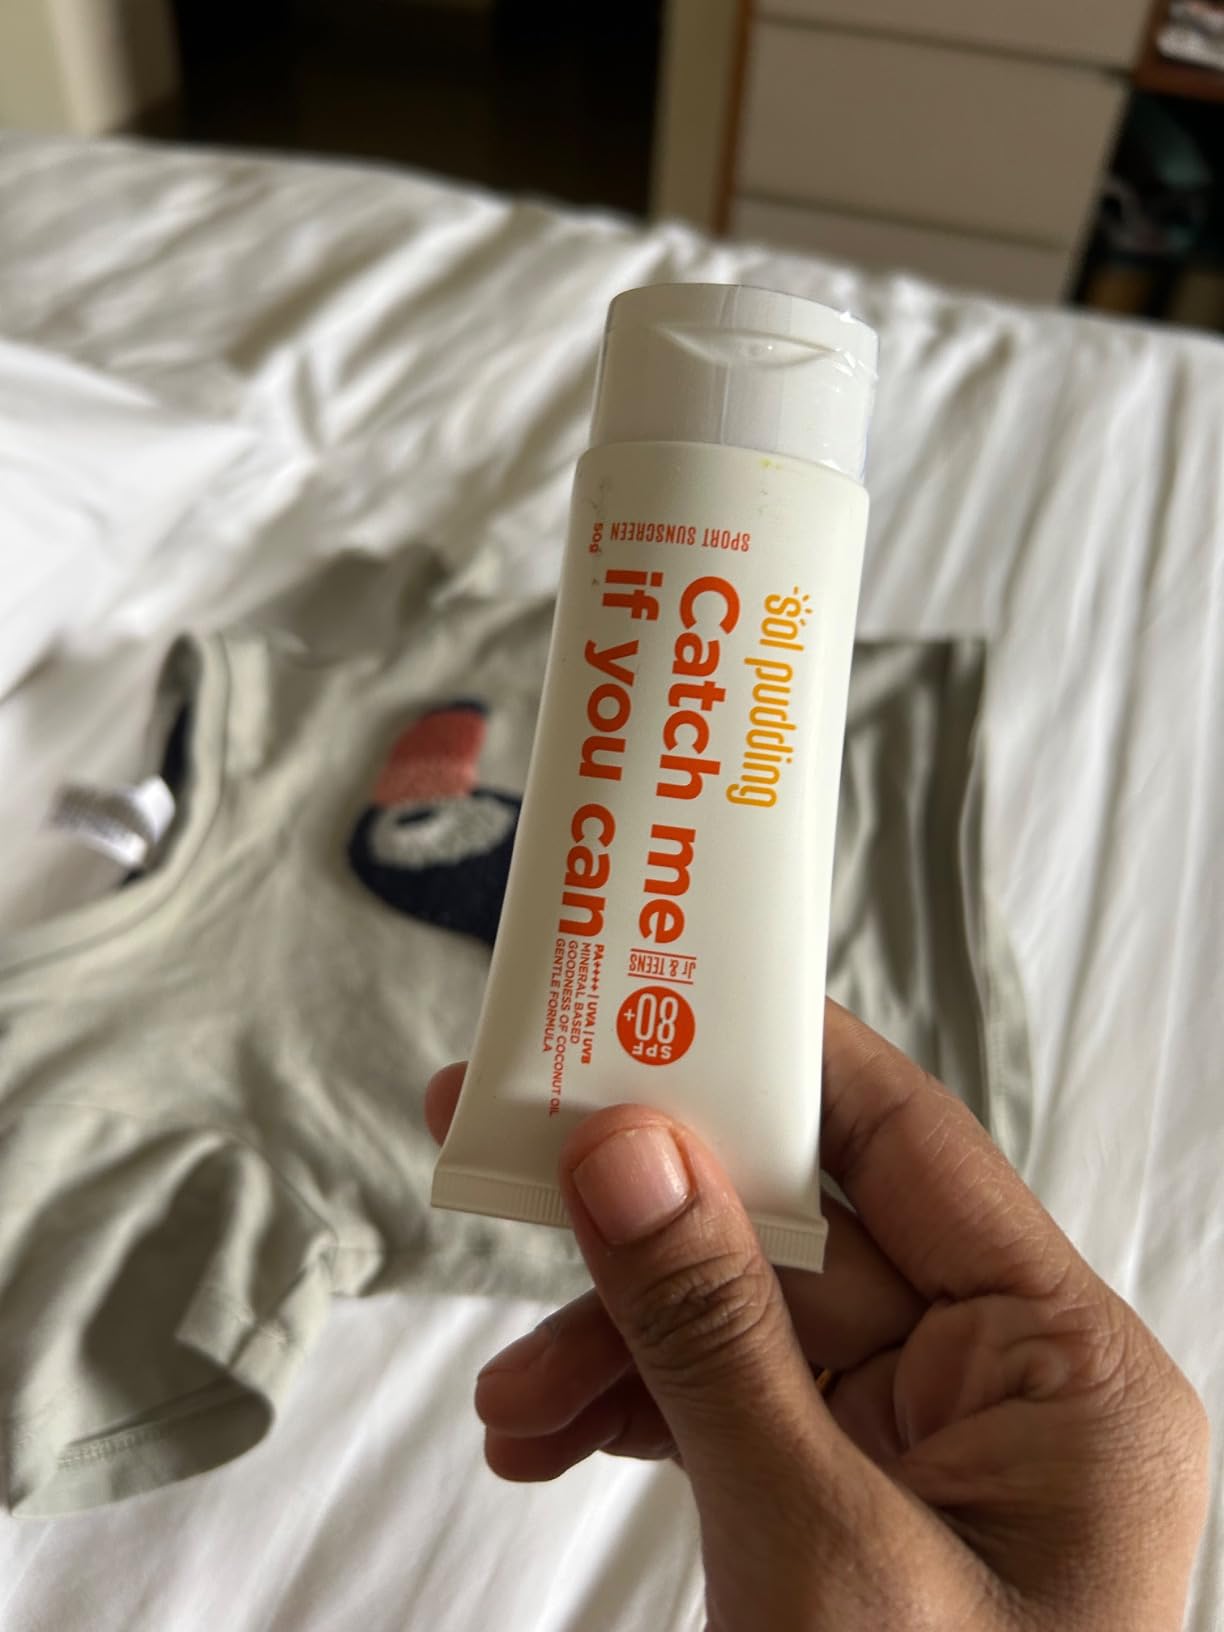 sol pudding
Catch me
if you can
SPORT SUNSCREEN
50g
Jr & TEENS
SPF
80+
PA++++ | UVA | UVB
MINERAL BASED
GOODNESS OF COCONUT OIL
GENTLE FORMULA